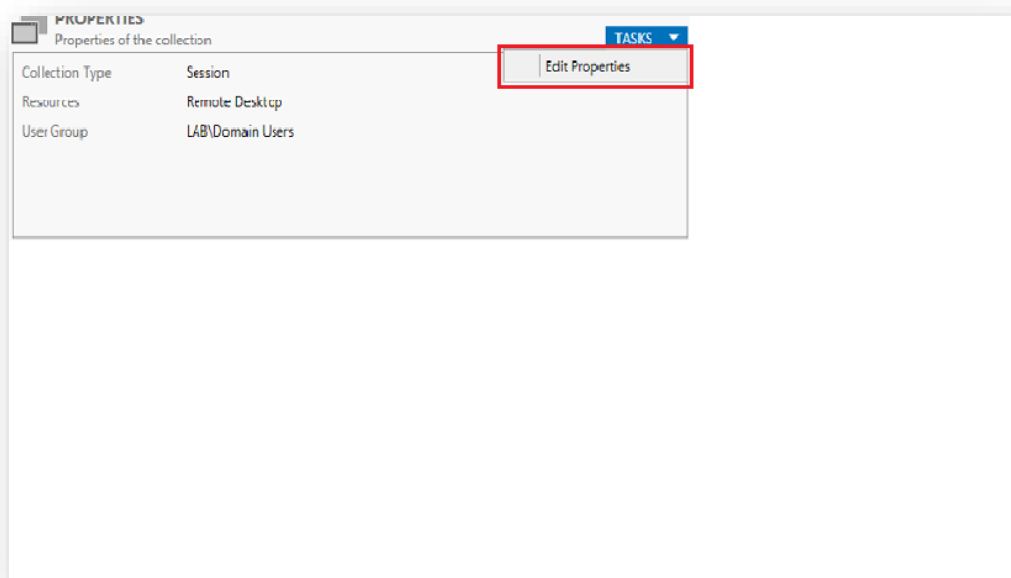 PROPERTIES
Properties of the collection
TASKS
Edit Properties
Collection Type Session
Resources Remote Desktop
User Group LAB\Domain Users